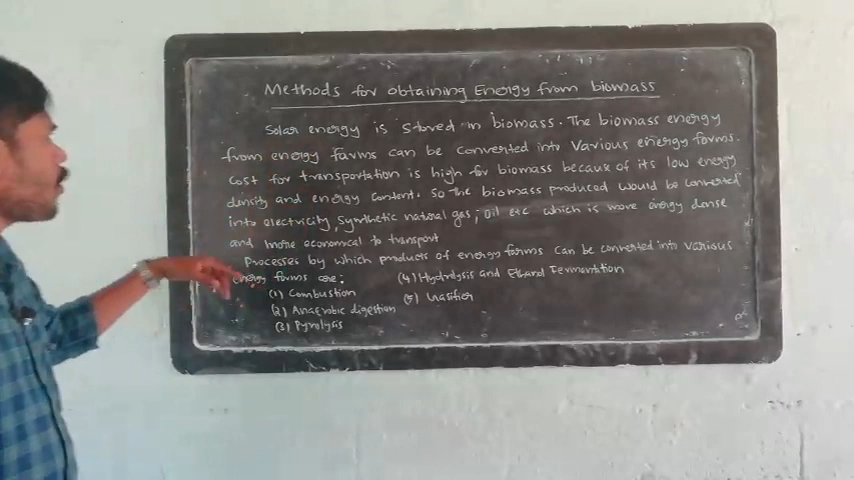 Methods for obtaining Energy from biomass
Solar energy is stored in biomass. The biomass energy
from energy farms can be converted into various energy forms.
Cost for transportation is high for biomass because of its low energy
density and energy content. So the biomass produced would be converted
into electricity, synthetic natural gas, oil etc which is more energy dense
and more economical to transport
Processes by which products of energy farms can be converted into various
energy forms are:
(1) Combustion
(2) Anaerobic digestion
(3) Pyrolysis
(4) Hydrolysis and Ethanol Fermentation
(5) Gasifier